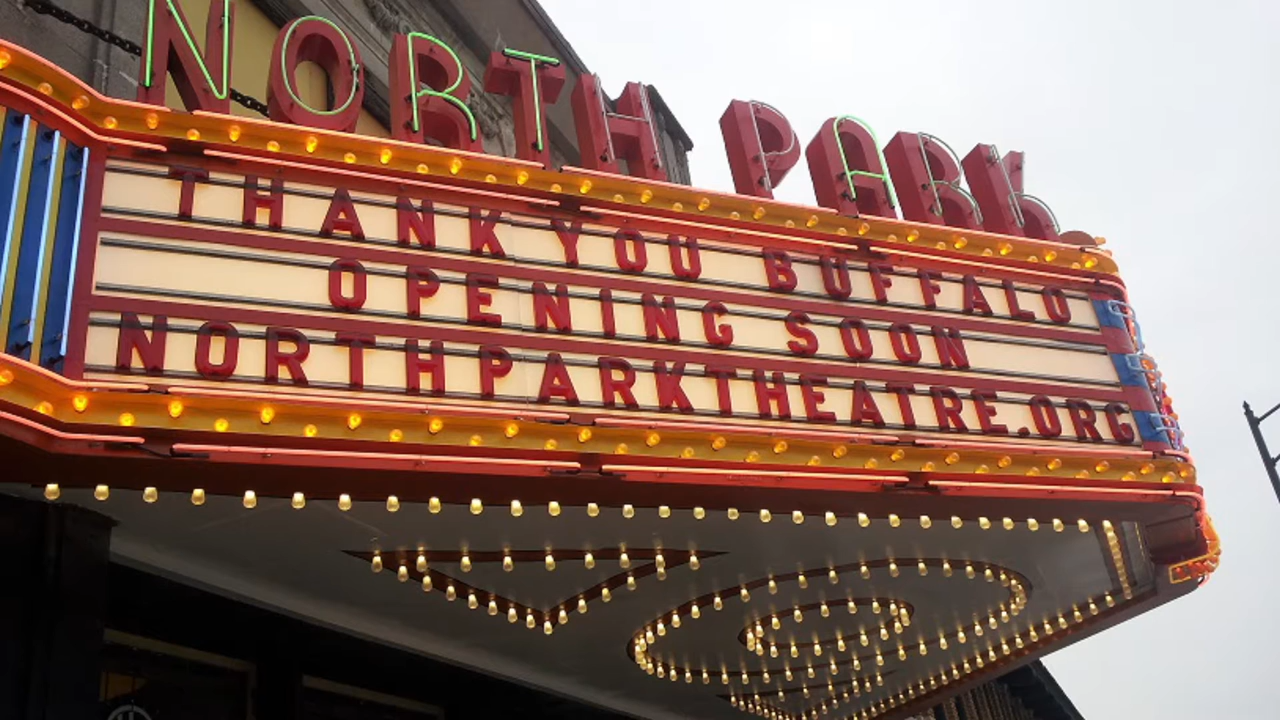 NORTH PARK
THANK YOU BUFFALO
OPENING SOON
NORTHPARKTHEATRE.ORG